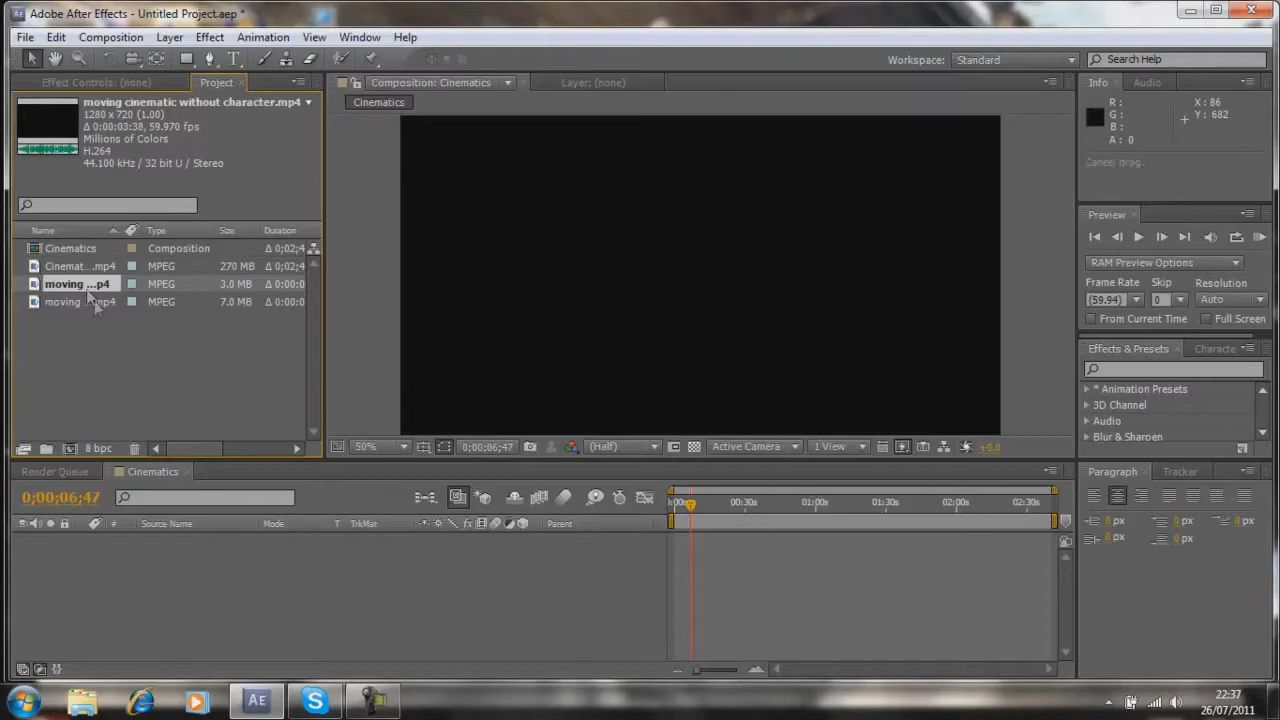 Adobe After Effects - Untitled Project.aep *
File Edit Composition Layer Effect Animation View Window Help
Workspace: Standard Search Help
Effect Controls: (none) Project
Composition: Cinematics Layer: (none)
Info Audio
moving cinematic without character.mp4
1280 x 720 (1.00)
Δ 0:00:03:38, 59.970 fps
Millions of Colors
H.264
44.100 kHz / 32 bit U / Stereo
Cinematics
R:
G:
B:
A: 0
X: 86
Y: 682
Cancel drag.
Name Type Size Duration
Cinematics Composition Δ 0;02;4
Cinemat...mp4 MPEG 270 MB Δ 0;02;4
moving ...p4 MPEG 3.0 MB Δ 0:00:0
moving MPEG 7.0 MB Δ 0:00:0
8 bpc
50% 0;00;06;47 (Half) Active Camera 1 View +0.0
Preview
RAM Preview Options
Frame Rate Skip Resolution
(59.94) 0 Auto
From Current Time Full Screen
Effects & Presets Characte
* Animation Presets
3D Channel
Audio
Blur & Sharpen
Render Queue Cinematics
0;00;06;47
00:30s 01:00s 01:30s 02:00s 02:30s
# Source Name Mode T TrkMat fx Parent
Paragraph Tracker
0 px 0 px 0 px
0 px 0 px
AE
22:37
26/07/2011